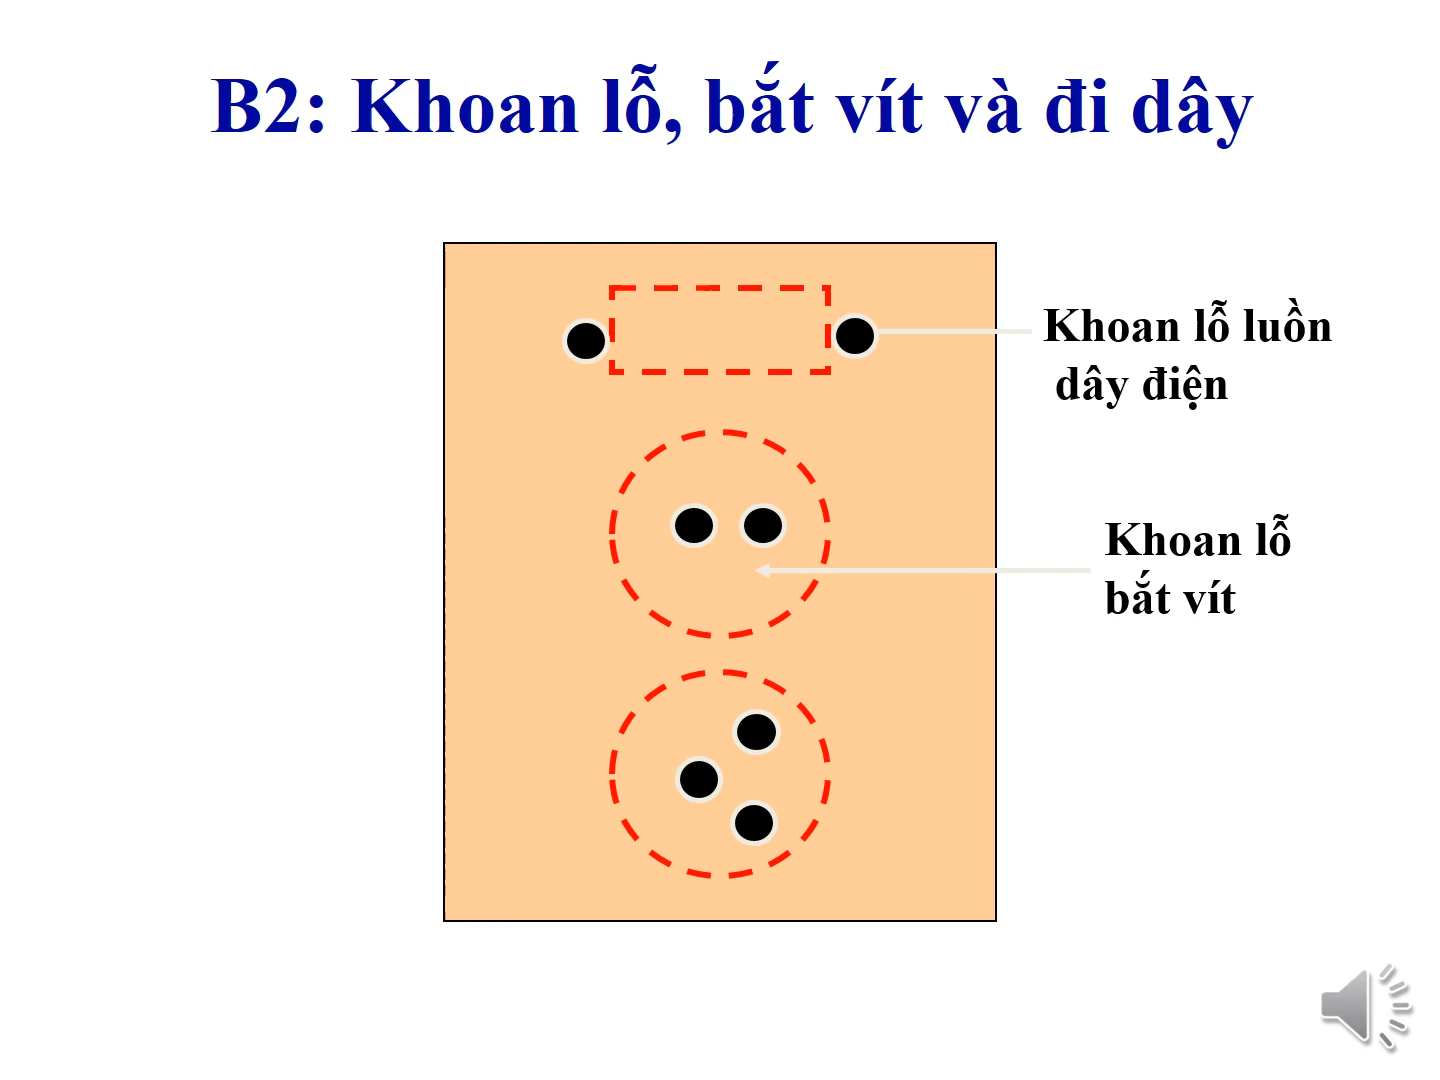 B2: Khoan lỗ, bắt vít và đi dây
Khoan lỗ luồn
dây điện
Khoan lỗ
bắt vít